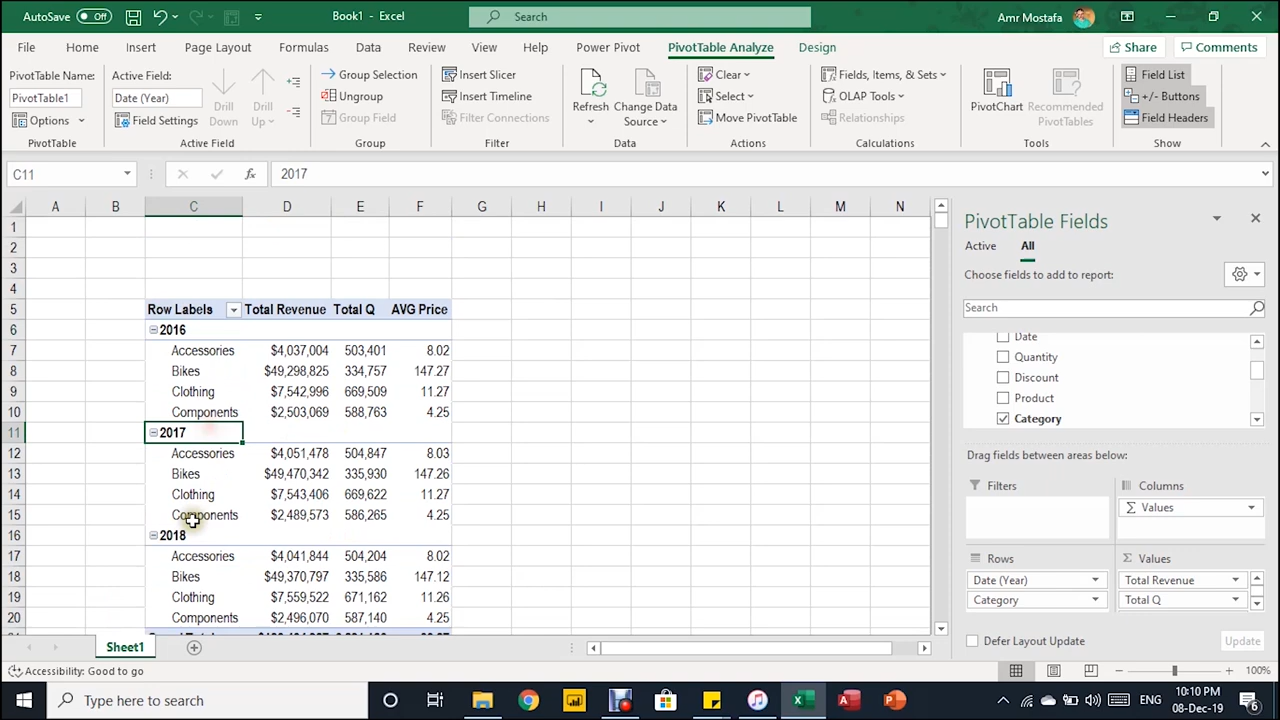 AutoSave Off Book1 - Excel Search Amr Mostafa
File Home Insert Page Layout Formulas Data Review View Help Power Pivot PivotTable Analyze Design Share Comments
PivotTable Name:
PivotTable1
Options
PivotTable
Active Field:
Date (Year)
Field Settings
Drill
Down
Drill
Up
Active Field
Group Selection
Ungroup
Group Field
Group
Insert Slicer
Insert Timeline
Filter Connections
Filter
Refresh
Change Data
Source
Data
Clear
Select
Move PivotTable
Actions
Fields, Items, & Sets
OLAP Tools
Relationships
Calculations
PivotChart
Recommended
PivotTables
Tools
Field List
+/- Buttons
Field Headers
Show
C11 fx 2017
A B C D E F G H I J K L M N
1
2
3
4
5 Row Labels Total Revenue Total Q AVG Price
6 2016
7 Accessories $4,037,004 503,401 8.02
8 Bikes $49,298,825 334,757 147.27
9 Clothing $7,542,996 669,509 11.27
10 Components $2,503,069 588,763 4.25
11 2017
12 Accessories $4,051,478 504,847 8.03
13 Bikes $49,470,342 335,930 147.26
14 Clothing $7,543,406 669,622 11.27
15 Components $2,489,573 586,265 4.25
16 2018
17 Accessories $4,041,844 504,204 8.02
18 Bikes $49,370,797 335,586 147.12
19 Clothing $7,559,522 671,162 11.26
20 Components $2,496,070 587,140 4.25
PivotTable Fields
Active All
Choose fields to add to report:
Search
Date
Quantity
Discount
Product
Category
Drag fields between areas below:
Filters
Columns
Σ Values
Rows
Date (Year)
Category
Σ Values
Total Revenue
Total Q
Defer Layout Update Update
Sheet1
Accessibility: Good to go 100%
Type here to search
ENG
10:10 PM
08-Dec-19
6